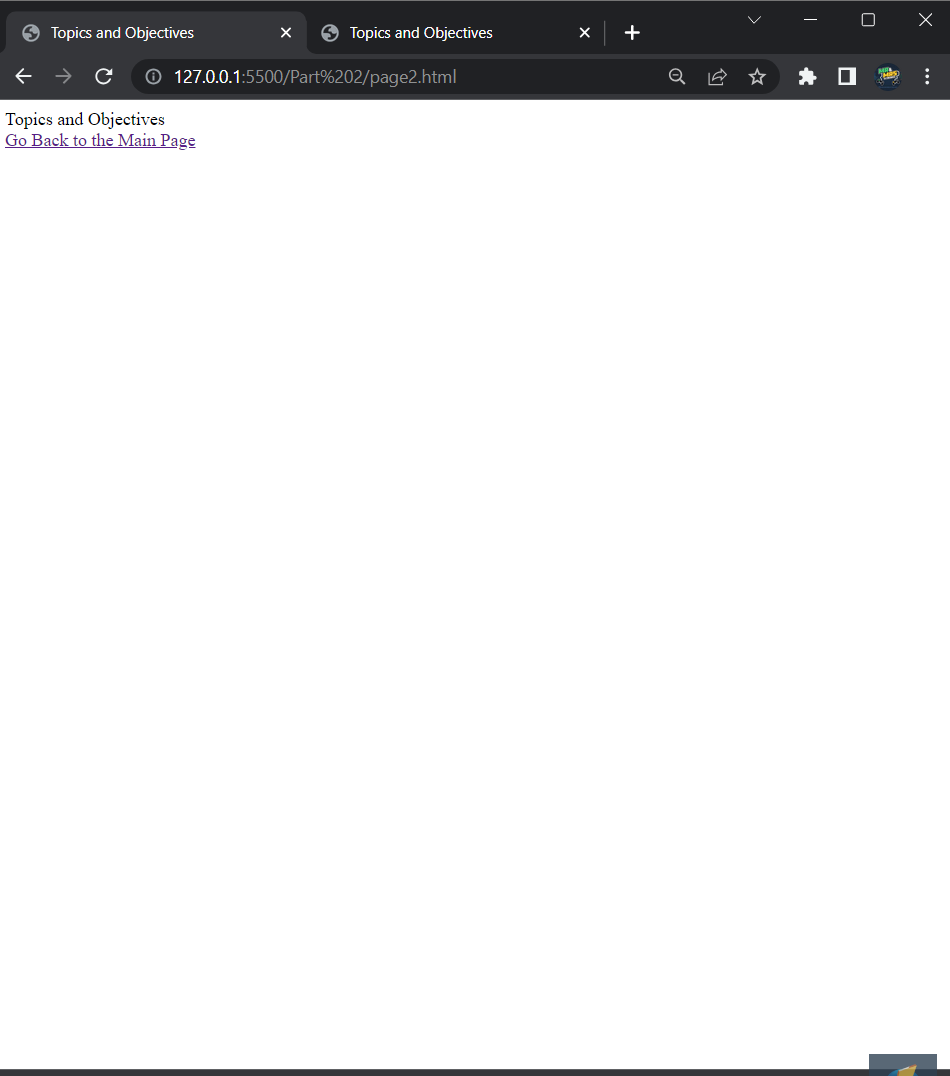 Topics and Objectives
Topics and Objectives
127.0.0.1:5500/Part%202/page2.html
Topics and Objectives
Go Back to the Main Page